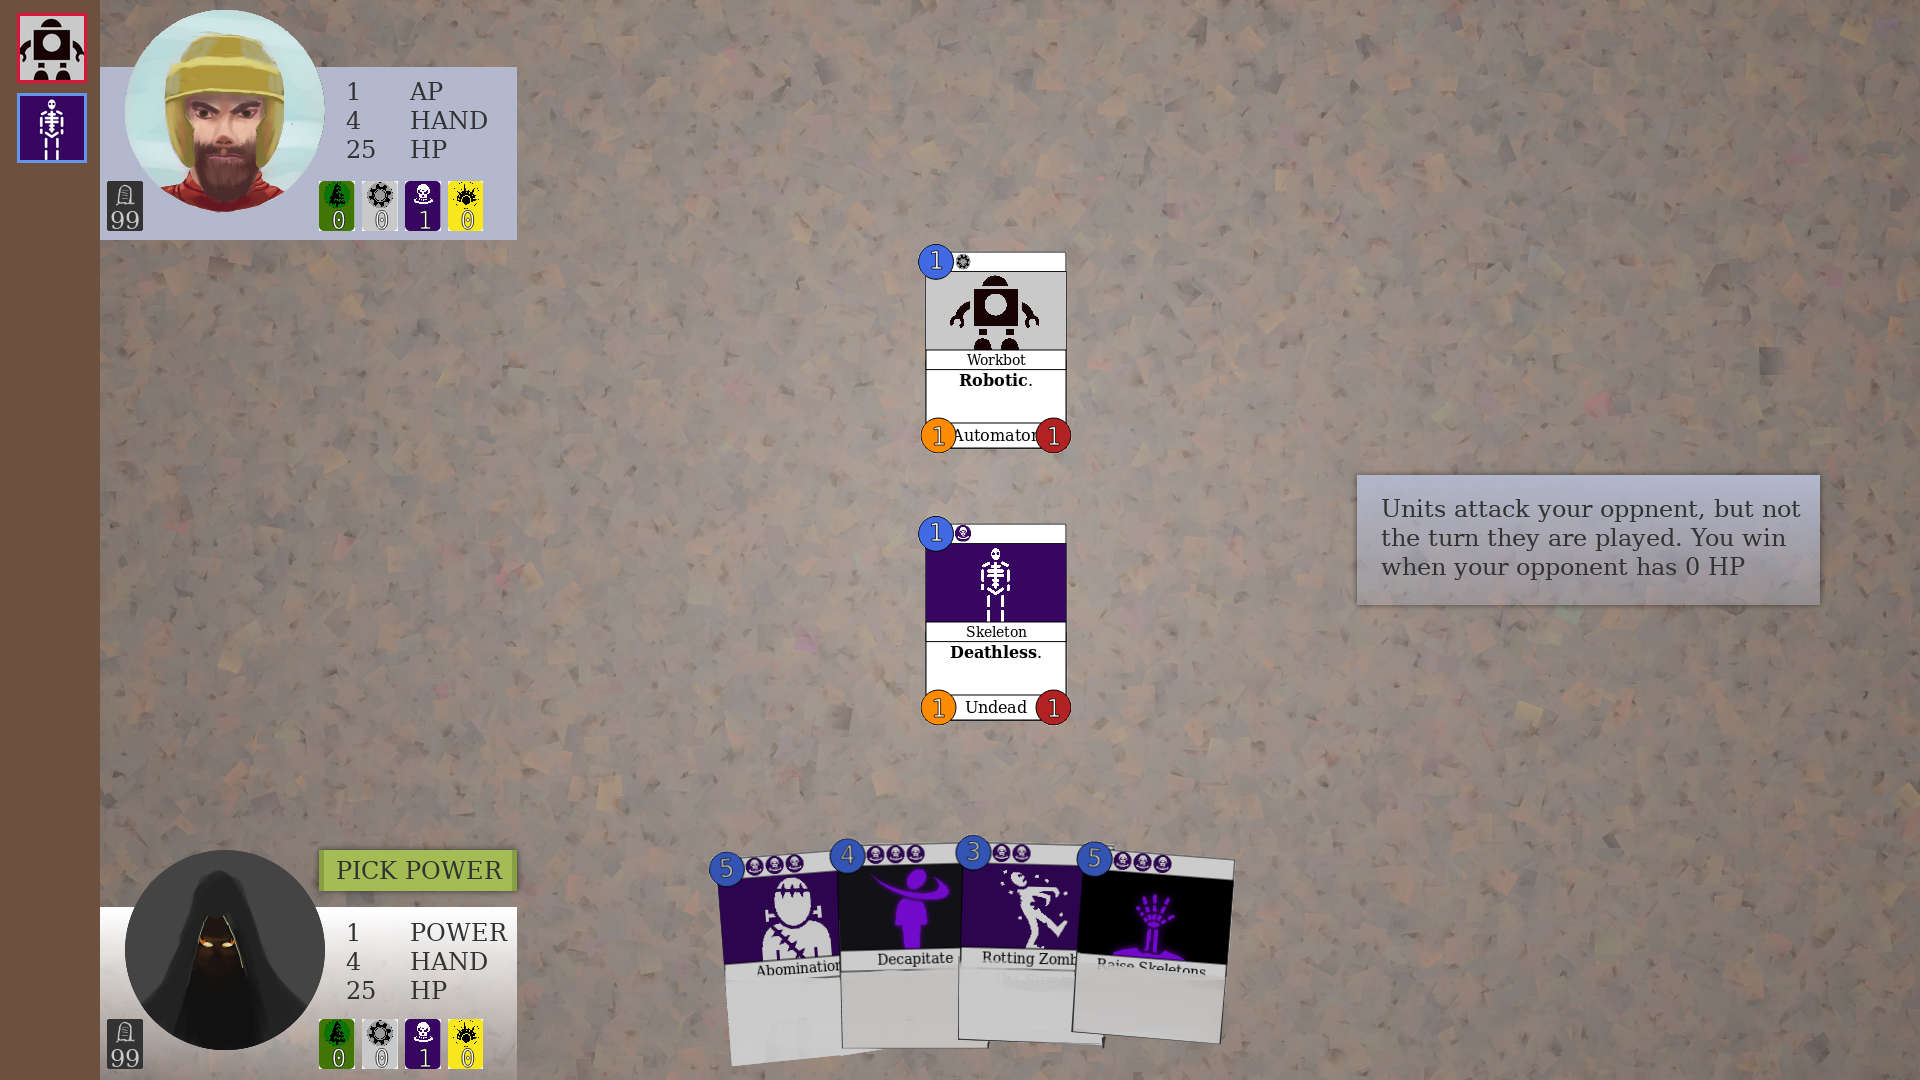 1 AP
4 HAND
25 HP
99
0 0 1 0
1
Workbot
Robotic.
1 Automaton 1
Units attack your oppnent, but not
the turn they are played. You win
when your opponent has 0 HP
1
Skeleton
Deathless.
1 Undead 1
PICK POWER
1 POWER
4 HAND
25 HP
99
0 0 1 0
5 4 3 5
Abomination
Decapitate
Rotting Zomb
Raise Skeletons